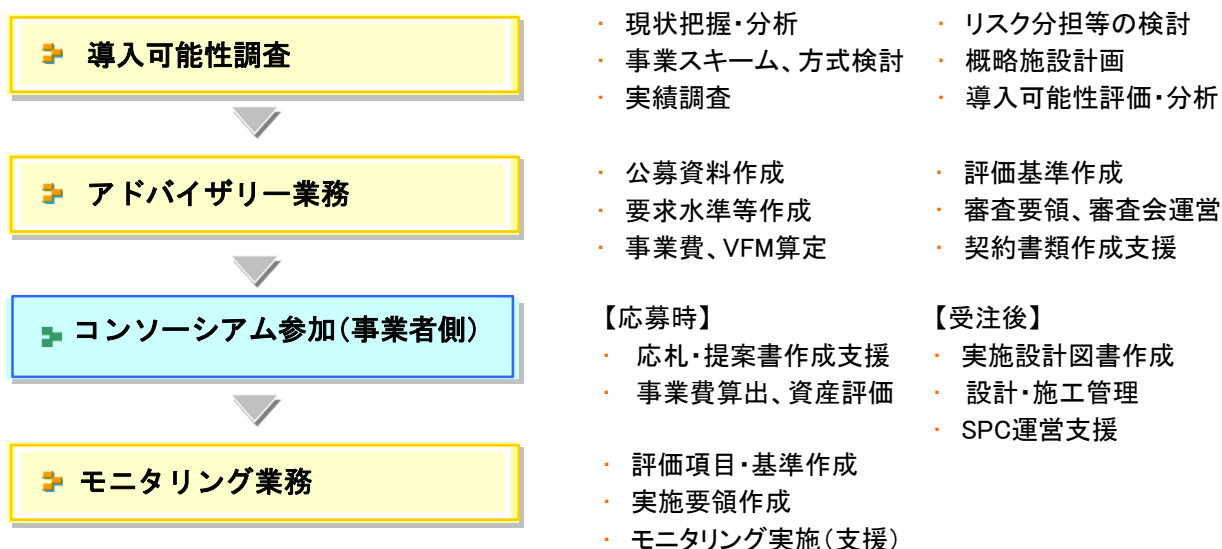 導入可能性調査
・ 現状把握・分析
・ 事業スキーム、方式検討
・ 実績調査
・ リスク分担等の検討
・ 概略施設計画
・ 導入可能性評価・分析
アドバイザリー業務
・ 公募資料作成
・ 要求水準等作成
・ 事業費、VFM算定
・ 評価基準作成
・ 審査要領、審査会運営
・ 契約書類作成支援
コンソーシアム参加(事業者側)
【応募時】
・ 応札・提案書作成支援
・ 事業費算出、資産評価
【受注後】
・ 実施設計図書作成
・ 設計・施工管理
・ SPC運営支援
モニタリング業務
・ 評価項目・基準作成
・ 実施要領作成
・ モニタリング実施(支援)